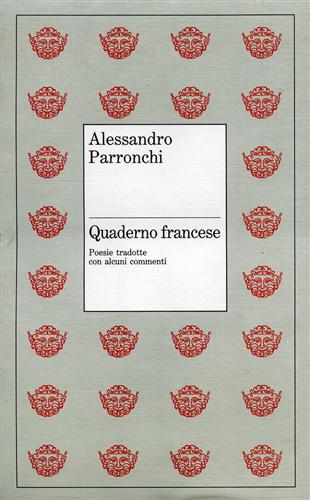 Alessandro
Parronchi
Quaderno francese
Poesie tradotte
con alcuni commenti